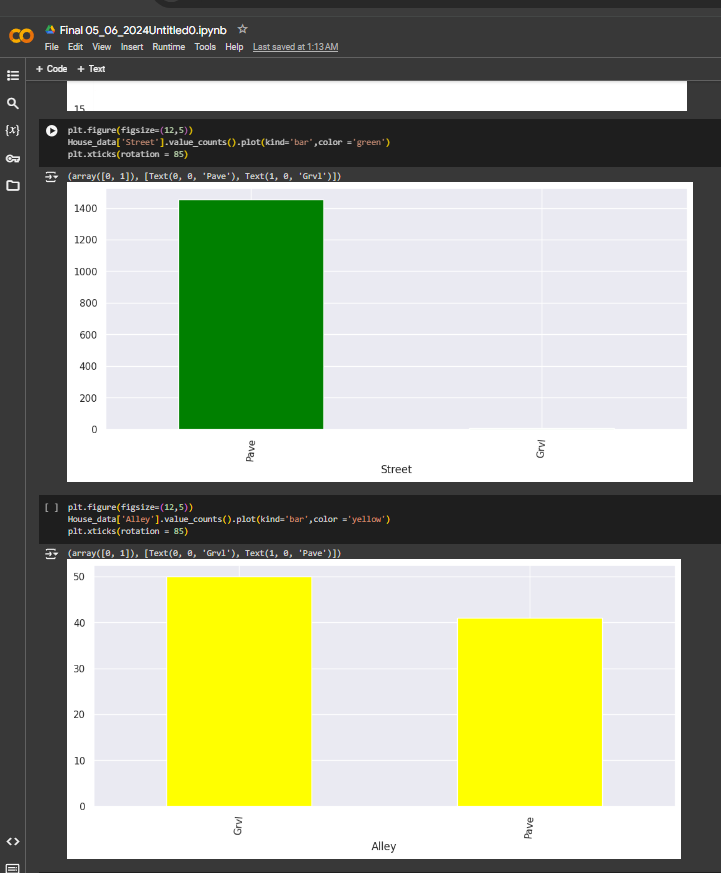 Final 05_06_2024Untitled0.ipynb
File Edit View Insert Runtime Tools Help Last saved at 1:13 AM
+ Code + Text
{x}
15
plt.figure(figsize=(12,5))
House_data['Street'].value_counts().plot(kind='bar',color ='green')
plt.xticks(rotation = 85)
(array([0, 1]), [Text(0, 0, 'Pave'), Text(1, 0, 'Grvl')])
1400
1200
1000
800
600
400
200
0
Pave Grvl
Street
[ ] plt.figure(figsize=(12,5))
House_data['Alley'].value_counts().plot(kind='bar',color ='yellow')
plt.xticks(rotation = 85)
(array([0, 1]), [Text(0, 0, 'Grvl'), Text(1, 0, 'Pave')])
50
40
30
20
10
0
Grvl Pave
Alley